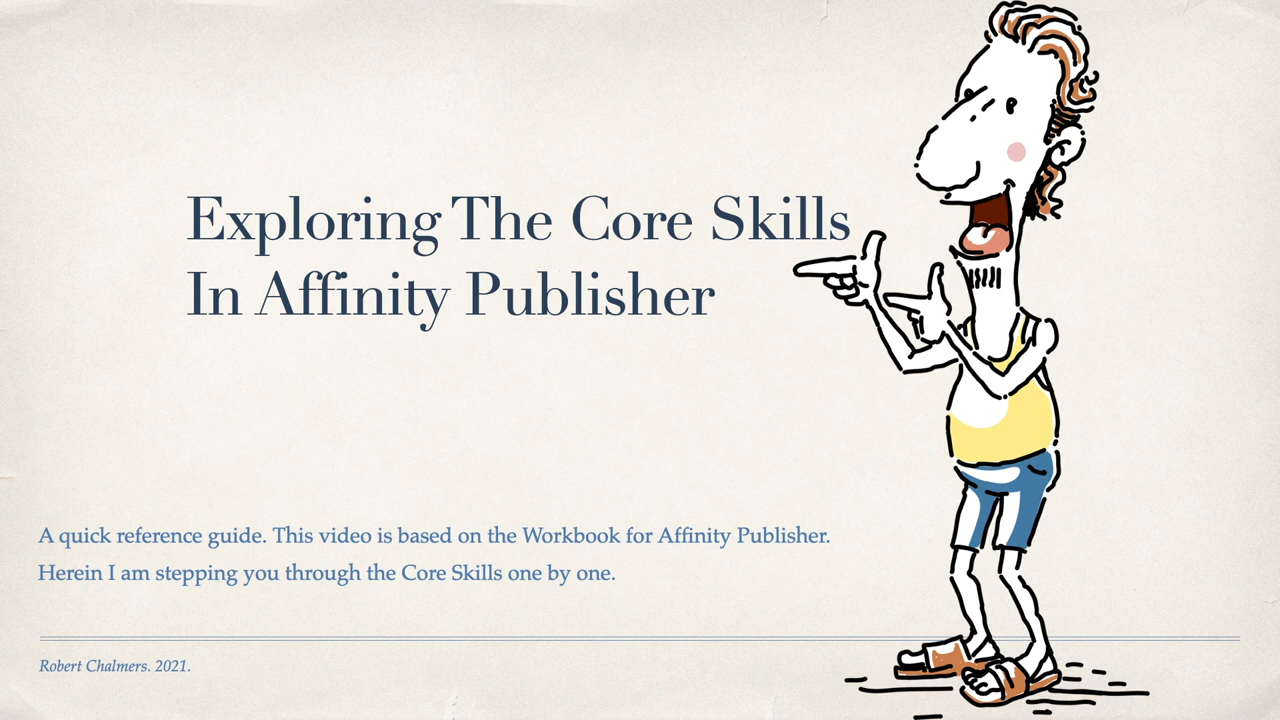 Exploring The Core Skills
In Affinity Publisher
A quick reference guide. This video is based on the Workbook for Affinity Publisher.
Herein I am stepping you through the Core Skills one by one.
Robert Chalmers. 2021.